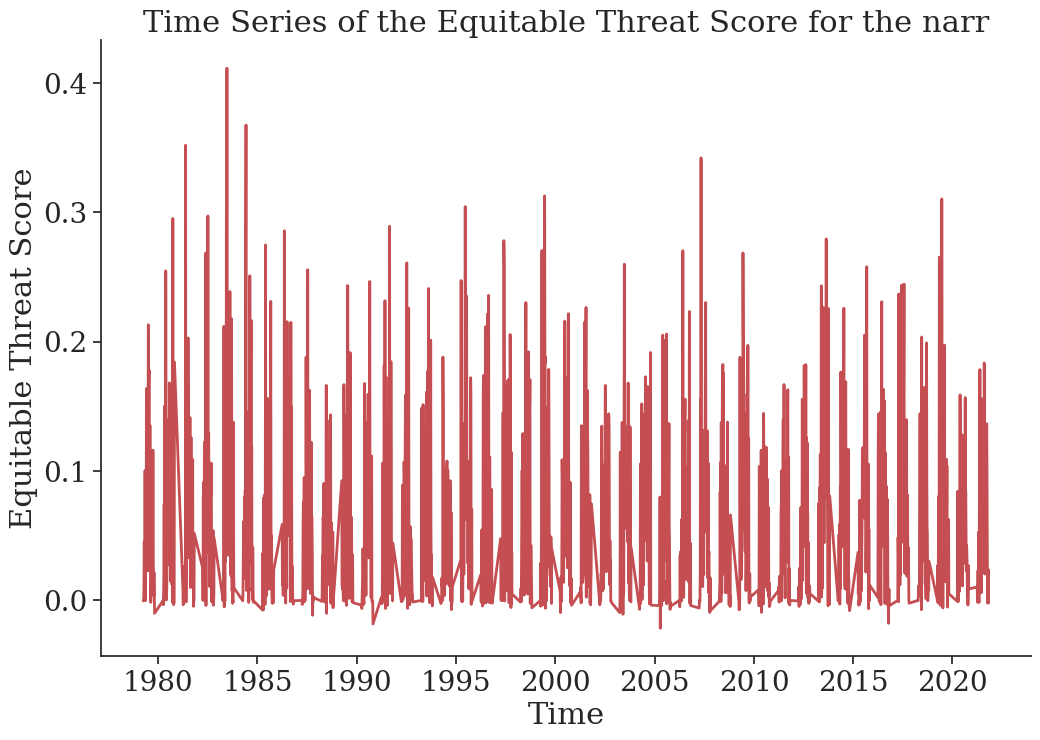 Time Series of the Equitable Threat Score for the narr
Equitable Threat Score
0.4
0.3
0.2
0.1
0.0
1980 1985 1990 1995 2000 2005 2010 2015 2020
Time